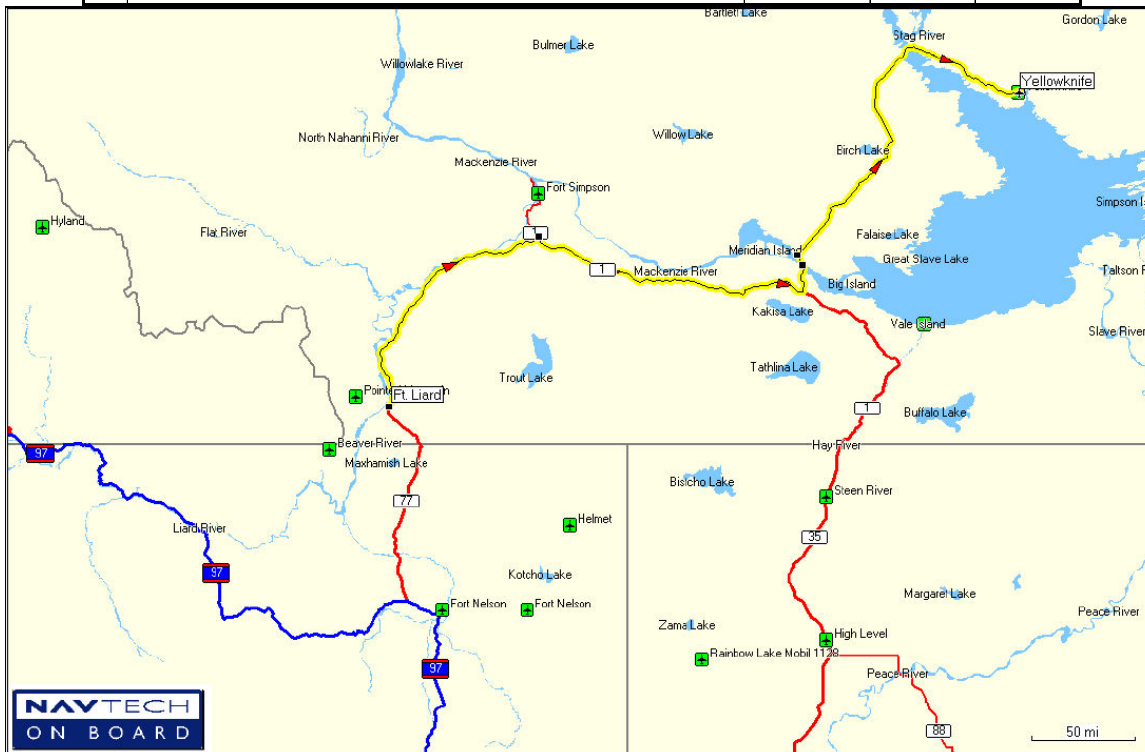 Bartlett Lake
Gordon Lake
Stag River
Bulmer Lake
Willowlake River
Yellowknife
North Nahanni River
Willow Lake
Birch Lake
Mackenzie River
Fort Simpson
Simpson
Hyland
Flat River
1
Falaise Lake
Meridian Island
Great Slave Lake
1
Mackenzie River
Taltson
Big Island
Kakisa Lake
Vale Island
Slave River
Trout Lake
Tathlina Lake
Ft. Liard
1
Buffalo Lake
Beaver River
Hay River
97
Maxhamish Lake
Bistcho Lake
Steen River
77
Helmet
Liard River
35
97
Kotcho Lake
Margaret Lake
Fort Nelson
Fort Nelson
Peace River
Zama Lake
High Level
Rainbow Lake Mobil 1128
97
Peace River
NAVTECH
ON BOARD
88
50 mi